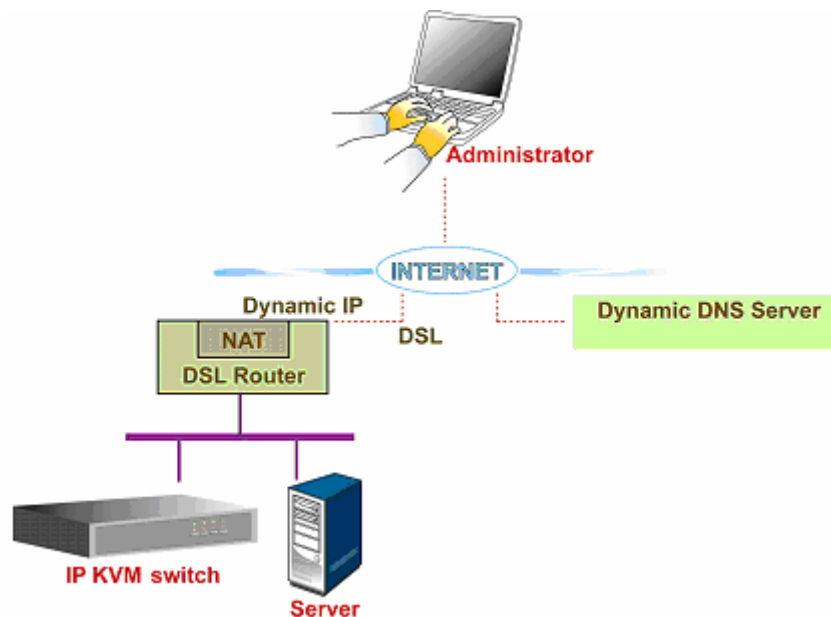 Administrator
INTERNET
Dynamic IP
Dynamic DNS Server
NAT
DSL
DSL Router
IP KVM switch
Server